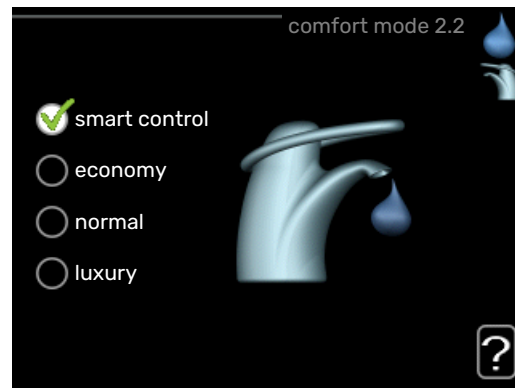 comfort mode 2.2
smart control
economy
normal
luxury
?